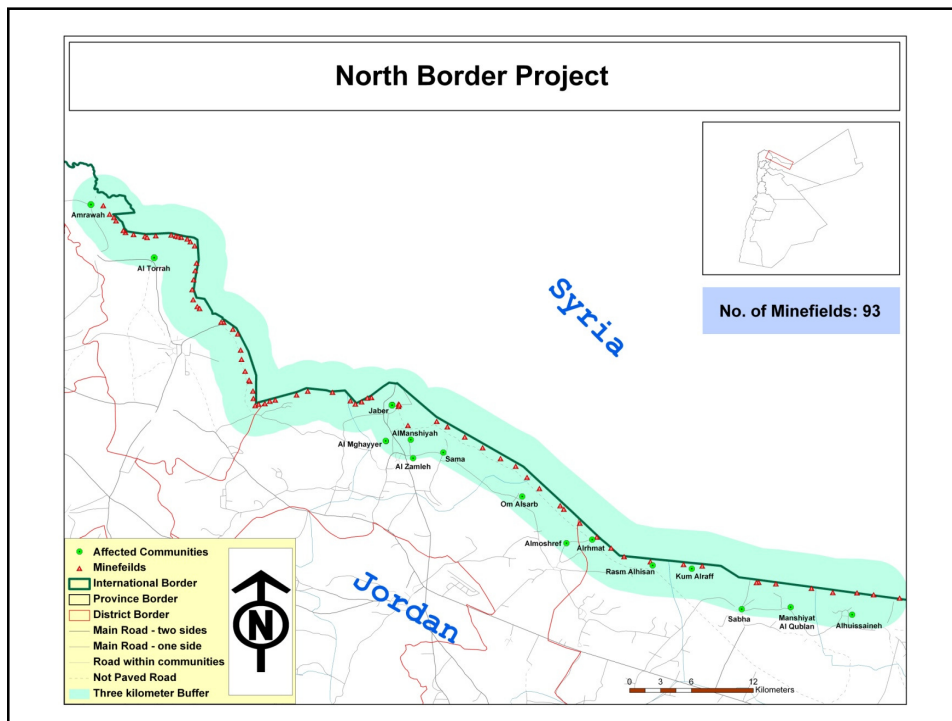 North Border Project
No. of Minefields: 93
Syria
Amrawah
Al Torrah
Jaber
AlManshiyah
Al Mghayyer
Al Zamleh
Sama
Om Alsarb
Almoshref
Alrhmat
Rasm Alhisan
Kum Alraff
Sabha
Manshiyat
Al Qublan
Alhuissaineh
Jordan
Affected Communities
Minefeilds
International Border
Province Border
District Border
Main Road - two sides
Main Road - one side
Road within communities
Not Paved Road
Three kilometer Buffer
N
0 3 6 12
Kilometers